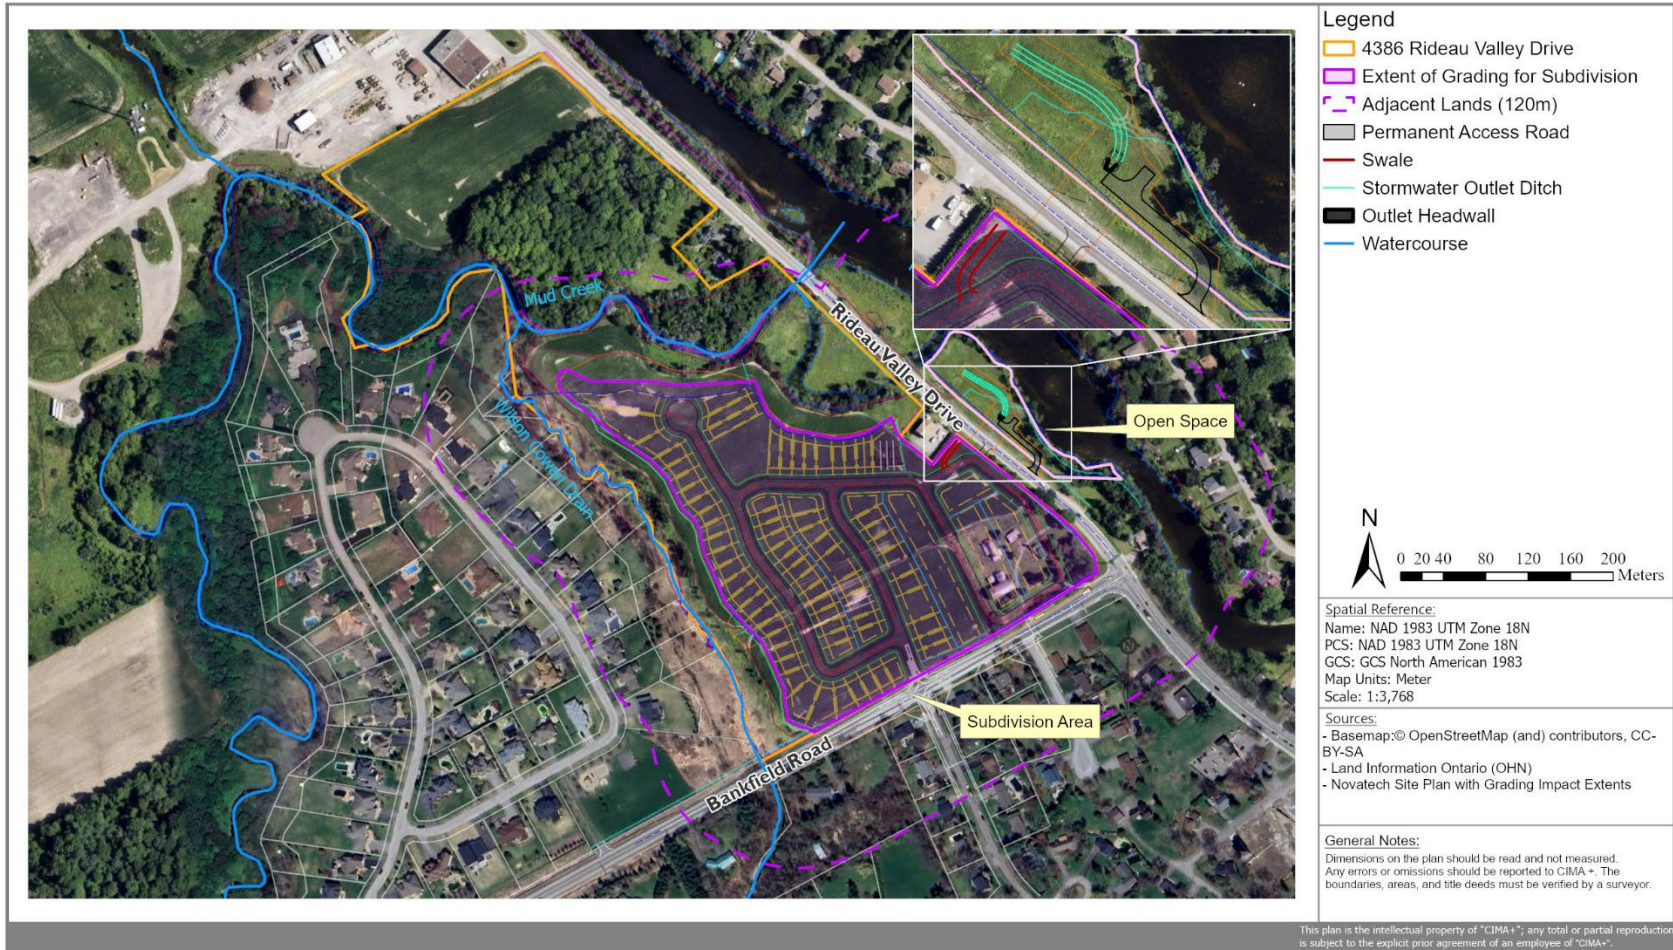 Mud Creek
Wilson Cowan Drain
Rideau Valley Drive
Bankfield Road
Open Space
Subdivision Area
Legend
4386 Rideau Valley Drive
Extent of Grading for Subdivision
Adjacent Lands (120m)
Permanent Access Road
Swale
Stormwater Outlet Ditch
Outlet Headwall
Watercourse
N
0 20 40 80 120 160 200
Meters
Spatial Reference:
Name: NAD 1983 UTM Zone 18N
PCS: NAD 1983 UTM Zone 18N
GCS: GCS North American 1983
Map Units: Meter
Scale: 1:3,768
Sources:
- Basemap:© OpenStreetMap (and) contributors, CC-
BY-SA
- Land Information Ontario (OHN)
- Novatech Site Plan with Grading Impact Extents
General Notes:
Dimensions on the plan should be read and not measured.
Any errors or omissions should be reported to CIMA +. The
boundaries, areas, and title deeds must be verified by a surveyor.
This plan is the intellectual property of "CIMA+"; any total or partial reproduction
is subject to the explicit prior agreement of an employee of "CIMA+".